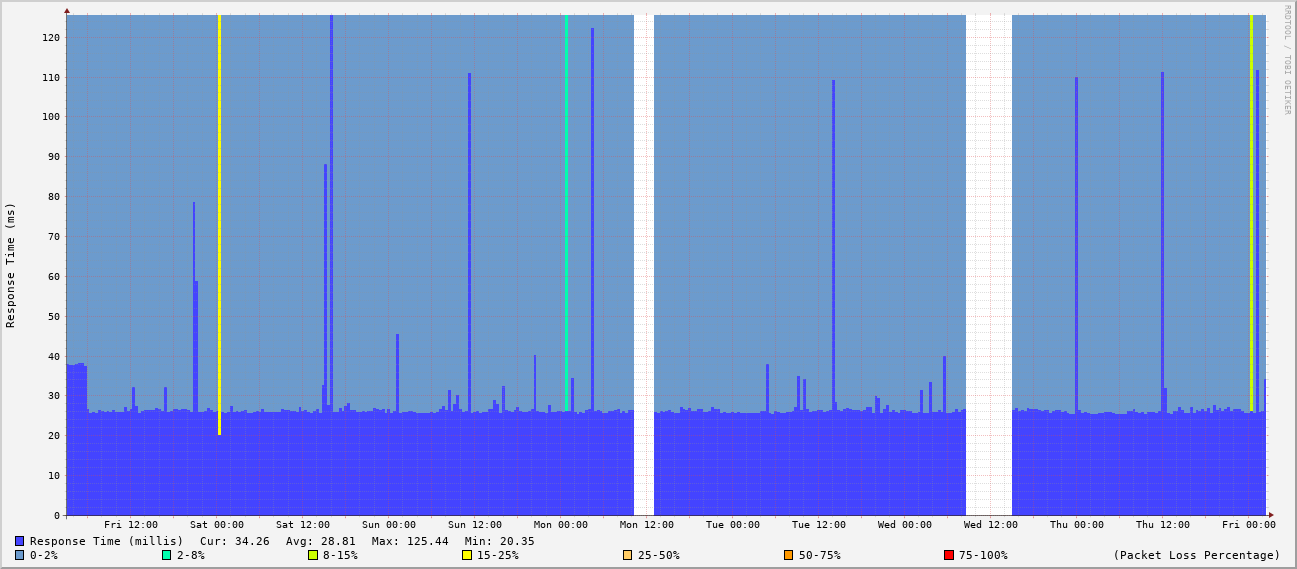 RRDTOOL / TOBI OETIKER
Response Time (ms)
120
110
100
90
80
70
60
50
40
30
20
10
0
Fri 12:00 Sat 00:00 Sat 12:00 Sun 00:00 Sun 12:00 Mon 00:00 Mon 12:00 Tue 00:00 Tue 12:00 Wed 00:00 Wed 12:00 Thu 00:00 Thu 12:00 Fri 00:00
Response Time (millis) Cur: 34.26 Avg: 28.81 Max: 125.44 Min: 20.35
0-2% 2-8% 8-15% 15-25% 25-50% 50-75% 75-100% (Packet Loss Percentage)